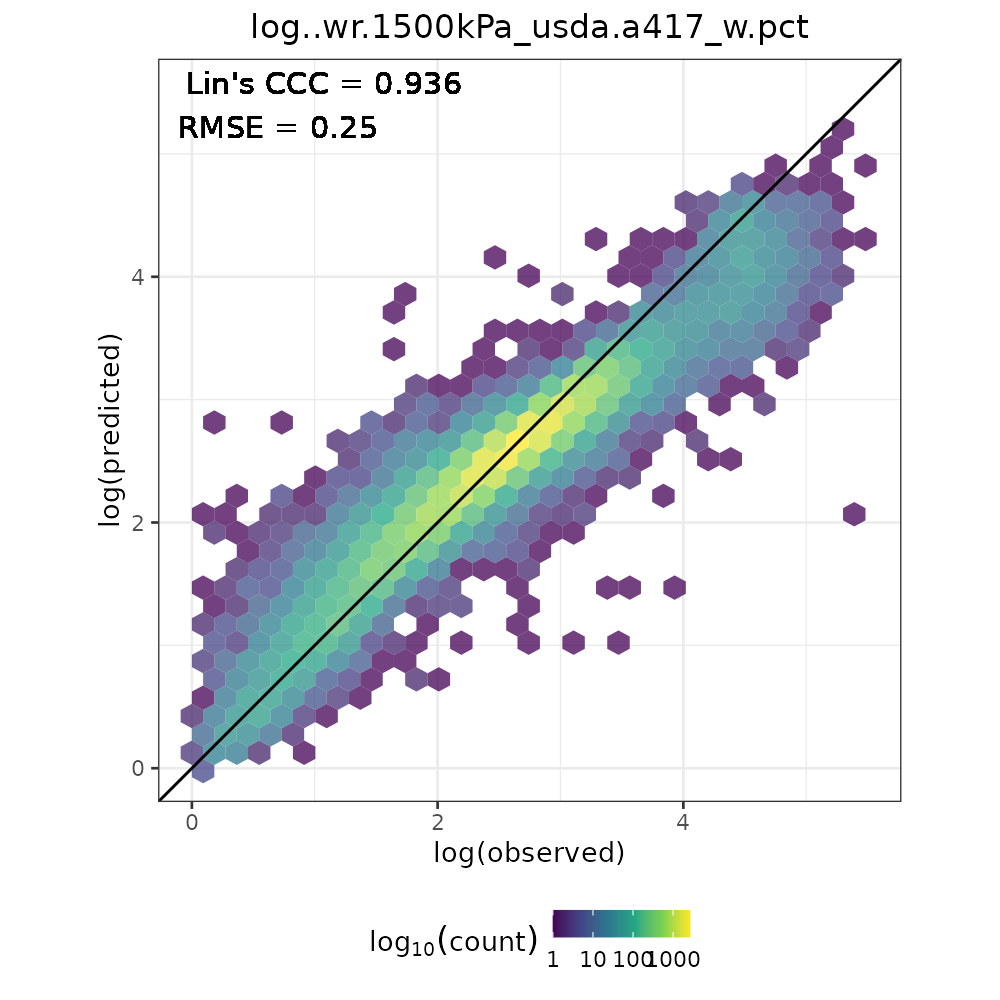 log..wr.1500kPa_usda.a417_w.pct
Lin's CCC = 0.936
RMSE = 0.25
4
2
0
log(predicted)
0 2 4
log(observed)
log₁₀(count)
1 10 100 1000